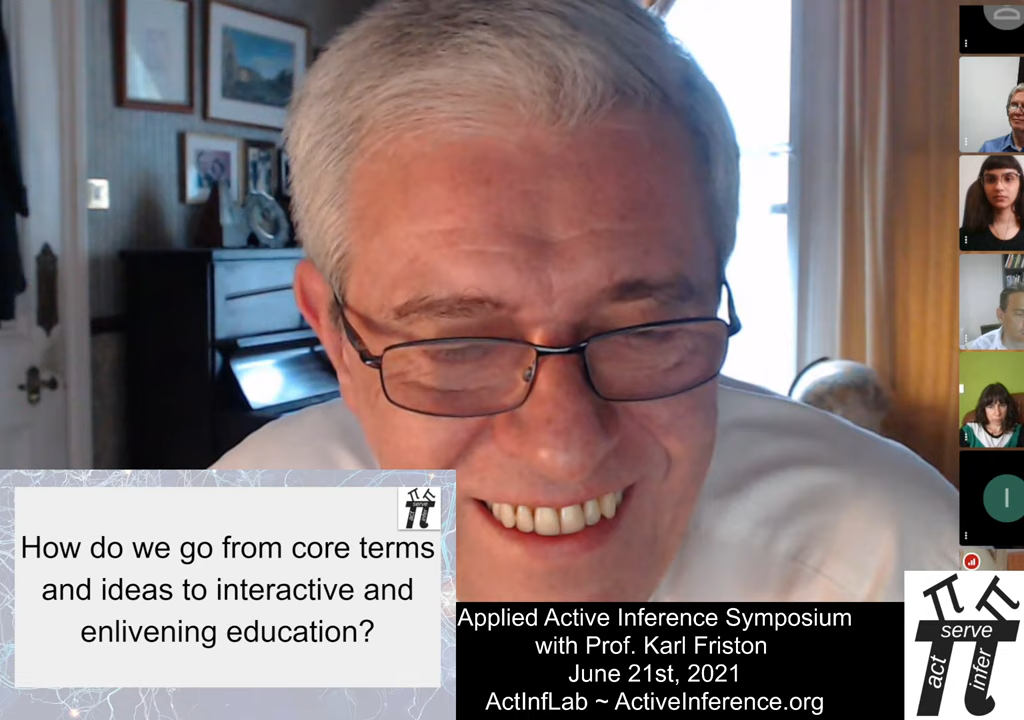 How do we go from core terms
and ideas to interactive and
enlivening education?
serve
Applied Active Inference Symposium
with Prof. Karl Friston
June 21st, 2021
ActInfLab ~ ActiveInference.org
serve
act
infer
I